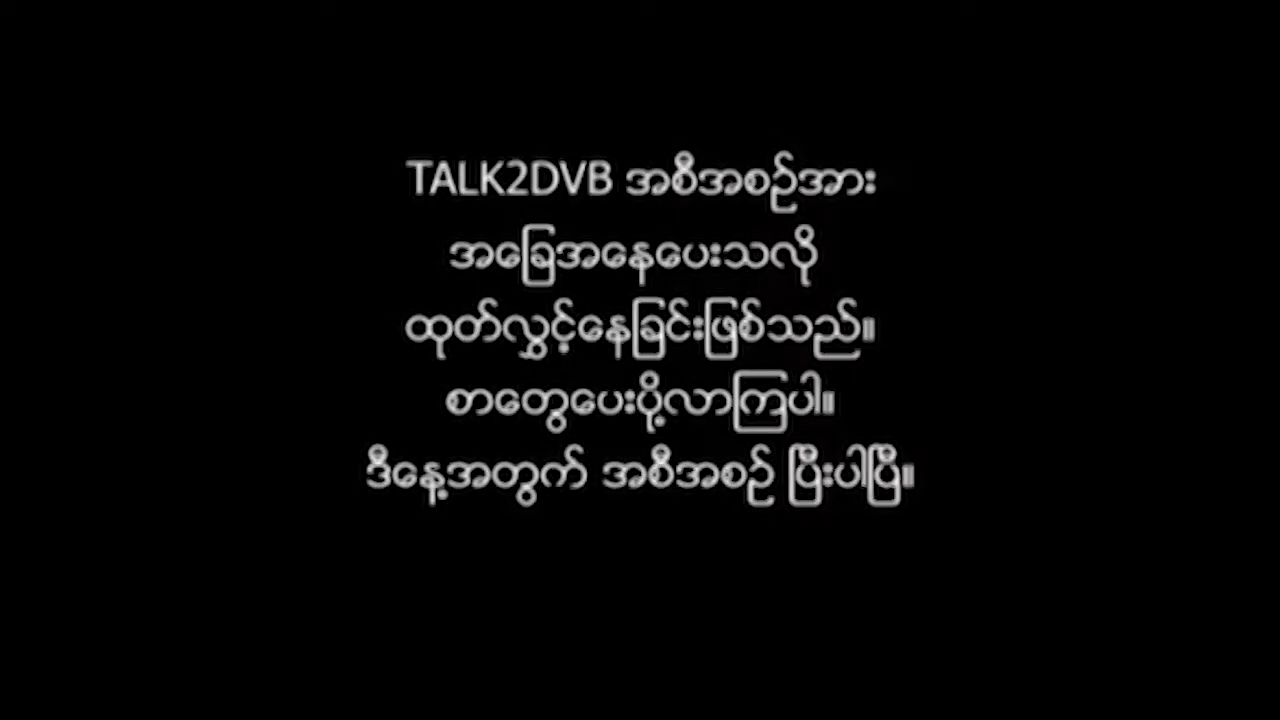 TALK2DVB အစီအစဉ်အား
အခြေအနေပေးသလို
ထုတ်လွှင့်နေခြင်းဖြစ်သည်။
စာတွေပေးပို့လာကြပါ။
ဒီနေ့အတွက် အစီအစဉ် ပြီးပါပြီ။